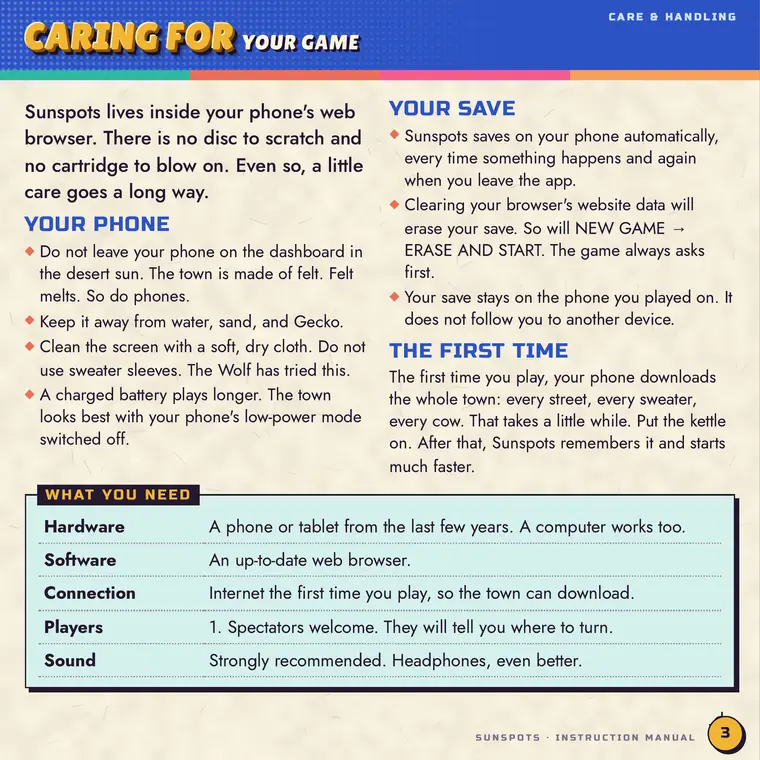 CARE & HANDLING
CARING FOR YOUR GAME
Sunspots lives inside your phone's web
browser. There is no disc to scratch and
no cartridge to blow on. Even so, a little
care goes a long way.
YOUR PHONE
◆ Do not leave your phone on the dashboard in
the desert sun. The town is made of felt. Felt
melts. So do phones.
◆ Keep it away from water, sand, and Gecko.
◆ Clean the screen with a soft, dry cloth. Do not
use sweater sleeves. The Wolf has tried this.
◆ A charged battery plays longer. The town
looks best with your phone's low-power mode
switched off.
YOUR SAVE
◆ Sunspots saves on your phone automatically,
every time something happens and again
when you leave the app.
◆ Clearing your browser's website data will
erase your save. So will NEW GAME →
ERASE AND START. The game always asks
first.
◆ Your save stays on the phone you played on. It
does not follow you to another device.
THE FIRST TIME
The first time you play, your phone downloads
the whole town: every street, every sweater,
every cow. That takes a little while. Put the kettle
on. After that, Sunspots remembers it and starts
much faster.
WHAT YOU NEED
Hardware A phone or tablet from the last few years. A computer works too.
Software An up-to-date web browser.
Connection Internet the first time you play, so the town can download.
Players 1. Spectators welcome. They will tell you where to turn.
Sound Strongly recommended. Headphones, even better.
SUNSPOTS · INSTRUCTION MANUAL 3